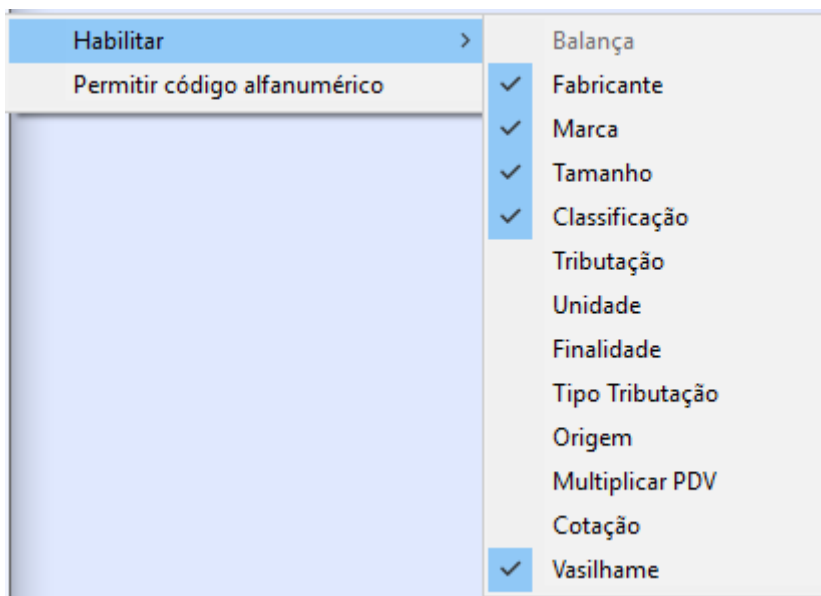 Habilitar
Permitir código alfanumérico
Balança
Fabricante
Marca
Tamanho
Classificação
Tributação
Unidade
Finalidade
Tipo Tributação
Origem
Multiplicar PDV
Cotação
Vasilhame